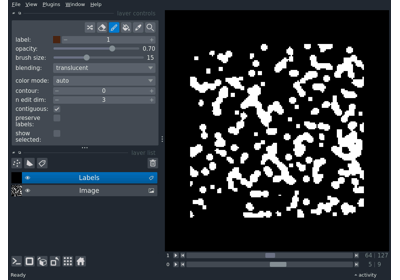 File View Plugins Window Help
layer controls
label: 1
opacity: 0.70
brush size: 15
blending: translucent
color mode: auto
contour: 0
n edit dim: 3
contiguous:
preserve labels:
show selected:
layer list
Labels
Image
1 64 127
0 5 9
activity